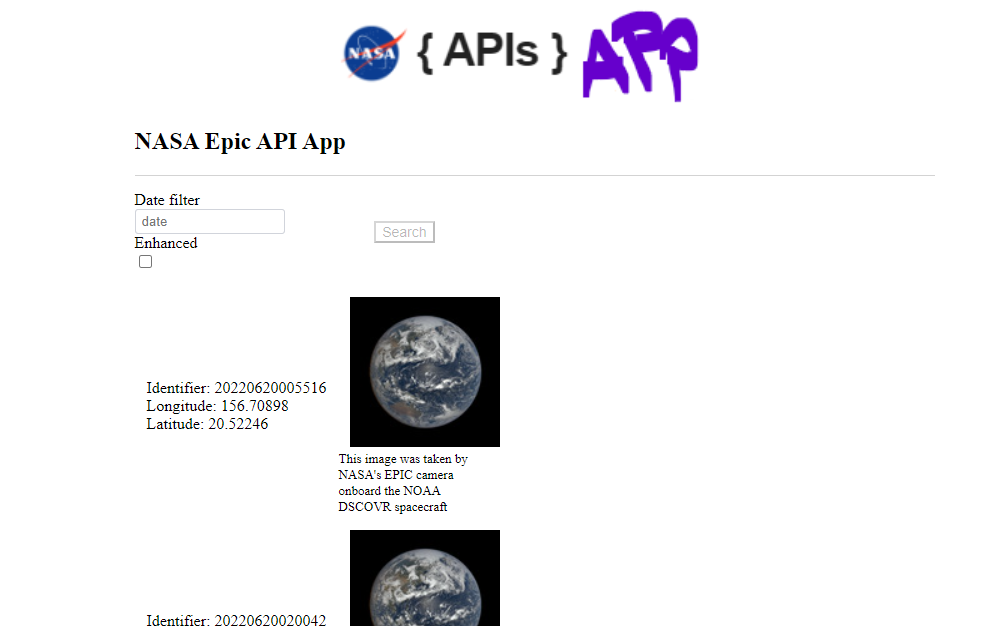 NASA { APIs } APP
NASA Epic API App
Date filter
date
Search
Enhanced
Identifier: 20220620005516
Longitude: 156.70898
Latitude: 20.52246
This image was taken by
NASA's EPIC camera
onboard the NOAA
DSCOVR spacecraft
Identifier: 20220620020042